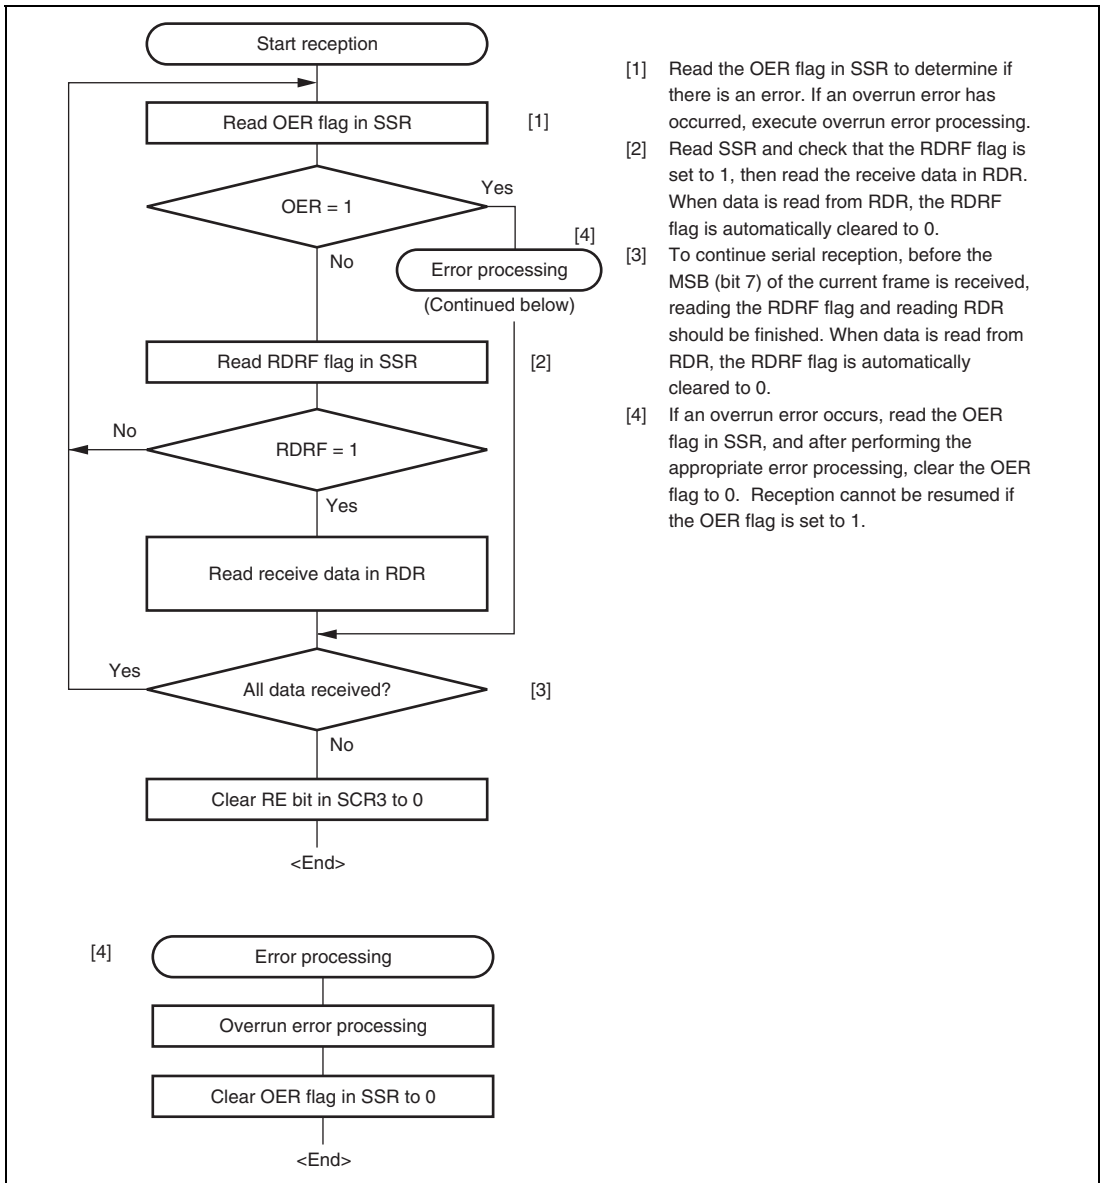 Start reception
Read OER flag in SSR
[1]
OER = 1
Yes
No
[4]
Error processing
(Continued below)
Read RDRF flag in SSR
[2]
No
RDRF = 1
Yes
Read receive data in RDR
Yes
All data received?
[3]
No
Clear RE bit in SCR3 to 0
<End>
[1] Read the OER flag in SSR to determine if
there is an error. If an overrun error has
occurred, execute overrun error processing.
[2] Read SSR and check that the RDRF flag is
set to 1, then read the receive data in RDR.
When data is read from RDR, the RDRF
flag is automatically cleared to 0.
[3] To continue serial reception, before the
MSB (bit 7) of the current frame is received,
reading the RDRF flag and reading RDR
should be finished. When data is read from
RDR, the RDRF flag is automatically
cleared to 0.
[4] If an overrun error occurs, read the OER
flag in SSR, and after performing the
appropriate error processing, clear the OER
flag to 0. Reception cannot be resumed if
the OER flag is set to 1.
[4]
Error processing
Overrun error processing
Clear OER flag in SSR to 0
<End>